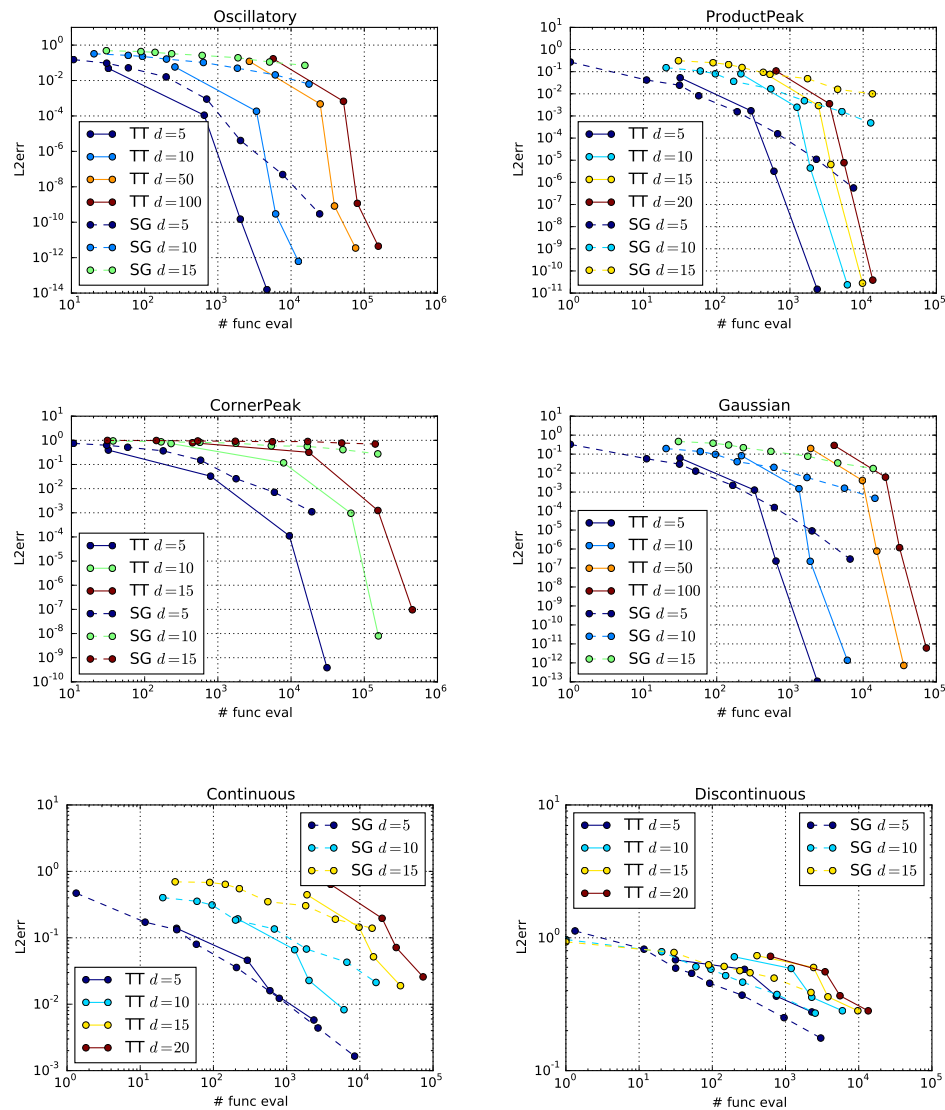 Oscillatory
10^0
10^-2
10^-4
10^-6
10^-8
10^-10
10^-12
10^-14
L2err
TT d=5
TT d=10
TT d=50
TT d=100
SG d=5
SG d=10
SG d=15
10^1 10^2 10^3 10^4 10^5 10^6
# func eval
ProductPeak
10^1
10^0
10^-1
10^-2
10^-3
10^-4
10^-5
10^-6
10^-7
10^-8
10^-9
10^-10
10^-11
L2err
TT d=5
TT d=10
TT d=15
TT d=20
SG d=5
SG d=10
SG d=15
10^0 10^1 10^2 10^3 10^4 10^5
# func eval
CornerPeak
10^1
10^0
10^-1
10^-2
10^-3
10^-4
10^-5
10^-6
10^-7
10^-8
10^-9
10^-10
L2err
TT d=5
TT d=10
TT d=15
SG d=5
SG d=10
SG d=15
10^1 10^2 10^3 10^4 10^5 10^6
# func eval
Gaussian
10^1
10^0
10^-1
10^-2
10^-3
10^-4
10^-5
10^-6
10^-7
10^-8
10^-9
10^-10
10^-11
10^-12
10^-13
L2err
TT d=5
TT d=10
TT d=50
TT d=100
SG d=5
SG d=10
SG d=15
10^0 10^1 10^2 10^3 10^4 10^5
# func eval
Continuous
10^1
10^0
10^-1
10^-2
10^-3
L2err
SG d=5
SG d=10
SG d=15
TT d=5
TT d=10
TT d=15
TT d=20
10^0 10^1 10^2 10^3 10^4 10^5
# func eval
Discontinuous
10^1
10^0
10^-1
L2err
TT d=5
TT d=10
TT d=15
TT d=20
SG d=5
SG d=10
SG d=15
10^0 10^1 10^2 10^3 10^4 10^5
# func eval